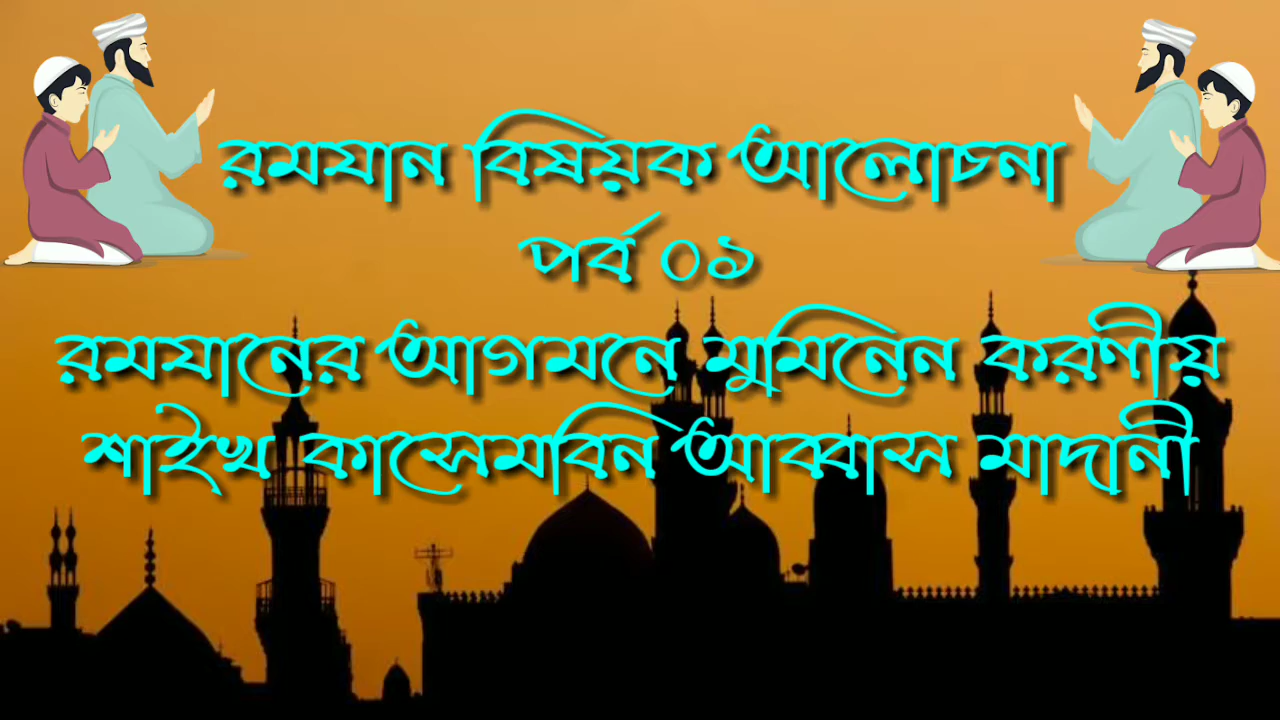 রমযান বিষয়ক আলোচনা
পর্ব ০১
রমযানের আগমনে মুমিনেন করণীয়
শাইখ কাসেমবিন আব্বাস মাদানী